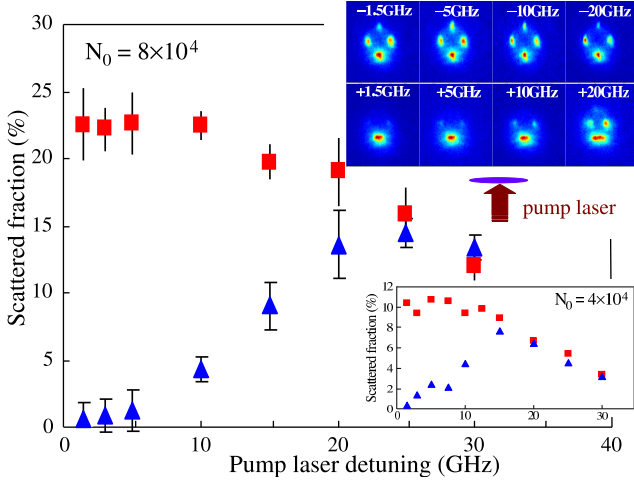 N₀ = 8×10⁴
−1.5GHz −5GHz −10GHz −20GHz
+1.5GHz +5GHz +10GHz +20GHz
pump laser
Scattered fraction (%)
30
25
20
15
10
5
0
0 10 20 30 40
Pump laser detuning (GHz)
N₀ = 4×10⁴
Scattered fraction (%)
12
10
8
6
4
2
0
0 10 20 30